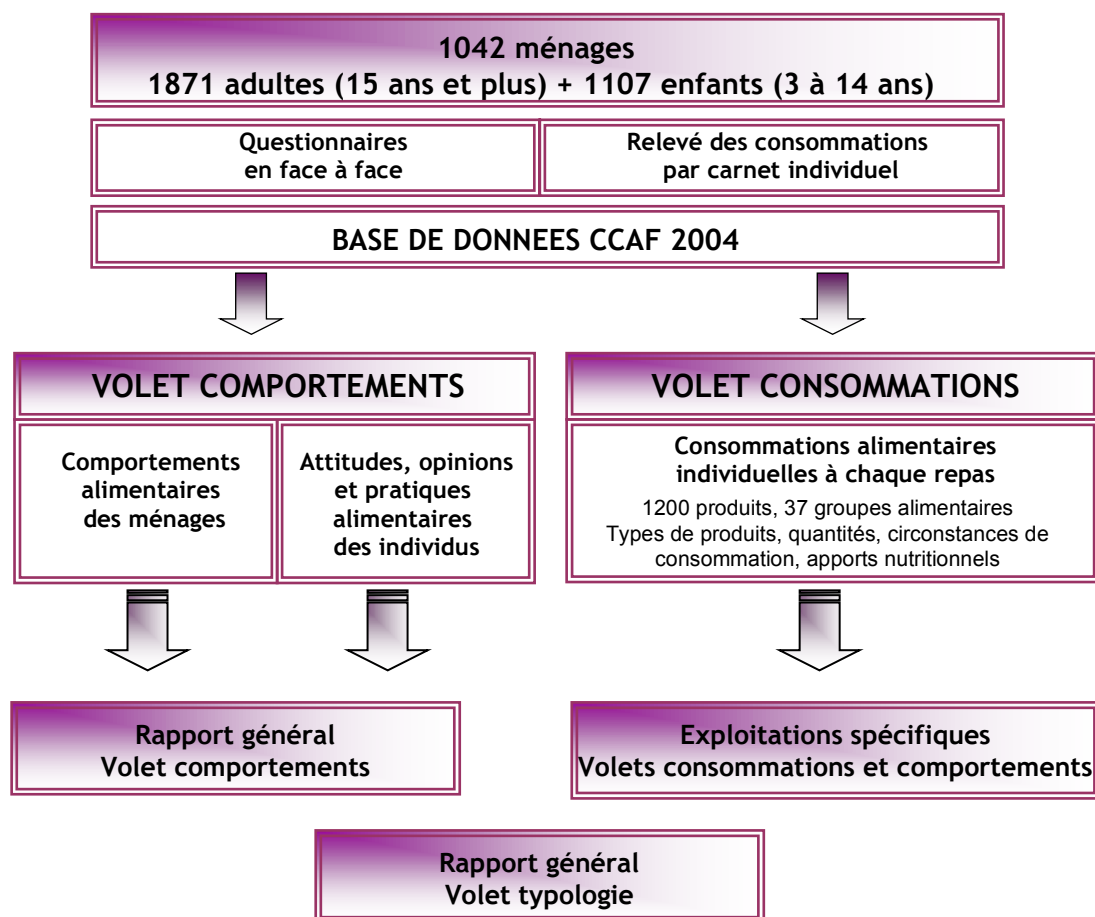 1042 ménages
1871 adultes (15 ans et plus) + 1107 enfants (3 à 14 ans)
Questionnaires
en face à face
Relevé des consommations
par carnet individuel
BASE DE DONNEES CCAF 2004
VOLET COMPORTEMENTS
Comportements
alimentaires
des ménages
Attitudes, opinions
et pratiques
alimentaires
des individus
VOLET CONSOMMATIONS
Consommations alimentaires
individuelles à chaque repas
1200 produits, 37 groupes alimentaires
Types de produits, quantités, circonstances de
consommation, apports nutritionnels
Rapport général
Volet comportements
Exploitations spécifiques
Volets consommations et comportements
Rapport général
Volet typologie